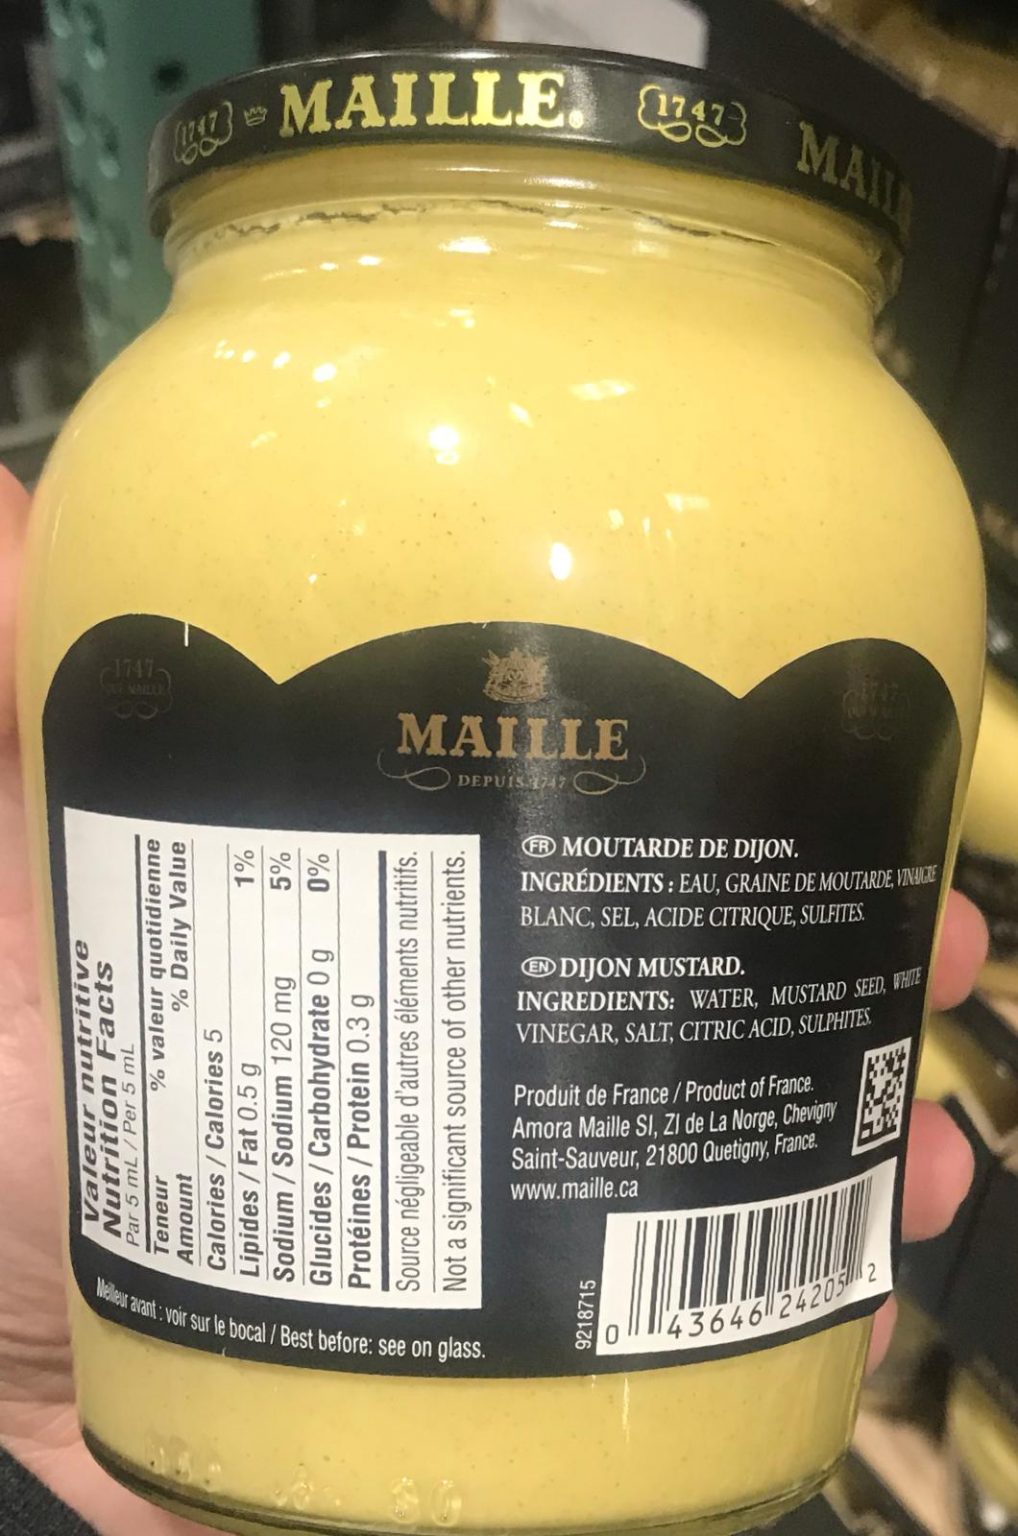 1747 MAILLE. 1747 MAILLE
1747
1747
MAILLE
DEPUIS 1747
Valeur nutritive
Nutrition Facts
Par 5 mL / Per 5 mL
Teneur % valeur quotidienne
Amount % Daily Value
Calories / Calories 5
Lipides / Fat 0.5 g 1%
Sodium / Sodium 120 mg 5%
Glucides / Carbohydrate 0 g 0%
Protéines / Protein 0.3 g
Source négligeable d'autres éléments nutritifs.
Not a significant source of other nutrients.
Meilleur avant : voir sur le bocal / Best before: see on glass.
FR MOUTARDE DE DIJON.
INGRÉDIENTS : EAU, GRAINE DE MOUTARDE, VINAIGRE
BLANC, SEL, ACIDE CITRIQUE, SULFITES.
EN DIJON MUSTARD.
INGREDIENTS: WATER, MUSTARD SEED, WHITE
VINEGAR, SALT, CITRIC ACID, SULPHITES.
Produit de France / Product of France.
Amora Maille SI, ZI de La Norge, Chevigny
Saint-Sauveur, 21800 Quetigny, France.
www.maille.ca
9218715
0 43646 24205 2